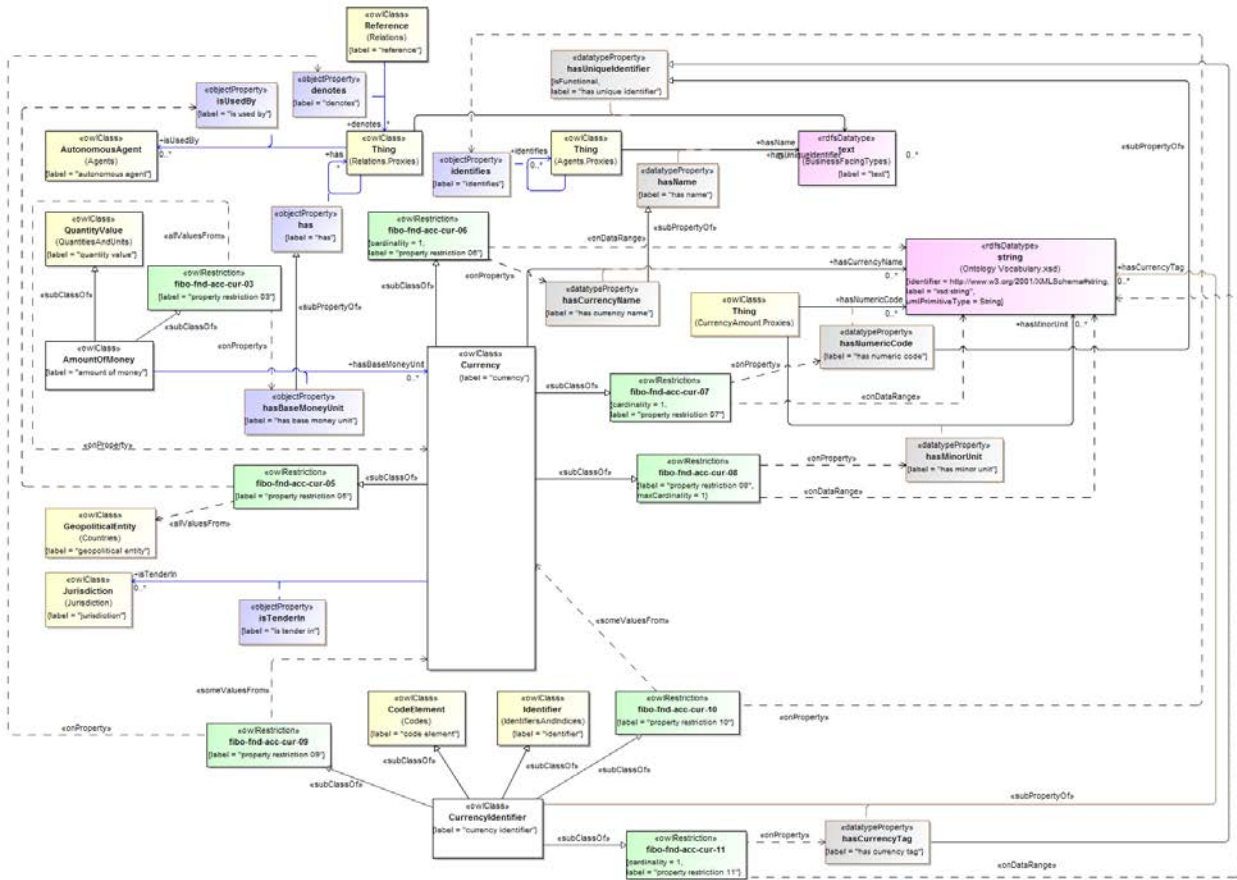 «owlClass»
Reference
(Relations)
[label = "reference"]
«objectProperty»
denotes
[label = "denotes"]
«objectProperty»
isUsedBy
[label = "is used by"]
«datatypeProperty»
hasUniqueIdentifier
[isFunctional,
label = "has unique identifier"]
+denotes
*
«owlClass»
AutonomousAgent
(Agents)
[label = "autonomous agent"]
+isUsedBy
0..*
«owlClass»
Thing
(Relations.Proxies)
+has
*
«objectProperty»
identifies
[label = "identifies"]
+identifies
0..*
«owlClass»
Thing
(Agents.Proxies)
+hasName
+hasUniqueIdentifier
«rdfsDatatype»
text
(BusinessFacingTypes)
[label = "text"]
0..*
«subPropertyOf»
«datatypeProperty»
hasName
[label = "has name"]
«owlClass»
QuantityValue
(QuantitiesAndUnits)
[label = "quantity value"]
«allValuesFrom»
«objectProperty»
has
[label = "has"]
«owlRestriction»
fibo-fnd-acc-cur-06
[cardinality = 1,
label = "property restriction 06"]
«onDataRange»
«subPropertyOf»
«rdfsDatatype»
string
(Ontology Vocabulary.xsd)
[identifier = http://www.w3.org/2001/XMLSchema#string,
label = "xsd:string",
umlPrimitiveType = String]
+hasCurrencyName
0..*
+hasCurrencyTag
0..*
«owlRestriction»
fibo-fnd-acc-cur-03
[label = "property restriction 03"]
«onProperty»
«datatypeProperty»
hasCurrencyName
[label = "has currency name"]
«subClassOf»
«subClassOf»
«subPropertyOf»
«subClassOf»
«owlClass»
Thing
(CurrencyAmount.Proxies)
+hasNumericCode
0..*
+hasMinorUnit
0..*
«datatypeProperty»
hasNumericCode
[label = "has numeric code"]
«owlClass»
AmountOfMoney
[label = "amount of money"]
«onProperty»
«owlClass»
Currency
[label = "currency"]
+hasBaseMoneyUnit
0..*
«onProperty»
«objectProperty»
hasBaseMoneyUnit
[label = "has base money unit"]
«subClassOf»
«owlRestriction»
fibo-fnd-acc-cur-07
[cardinality = 1,
label = "property restriction 07"]
«onDataRange»
«onProperty»
«datatypeProperty»
hasMinorUnit
[label = "has minor unit"]
«onProperty»
«subClassOf»
«owlRestriction»
fibo-fnd-acc-cur-08
[label = "property restriction 08",
maxCardinality = 1]
«onDataRange»
«owlRestriction»
fibo-fnd-acc-cur-05
[label = "property restriction 05"]
«subClassOf»
«owlClass»
GeopoliticalEntity
(Countries)
[label = "geopolitical entity"]
«allValuesFrom»
«owlClass»
Jurisdiction
(Jurisdiction)
[label = "jurisdiction"]
+isTenderIn
0..*
«objectProperty»
isTenderIn
[label = "is tender in"]
«someValuesFrom»
«someValuesFrom»
«onProperty»
«owlRestriction»
fibo-fnd-acc-cur-09
[label = "property restriction 09"]
«owlClass»
CodeElement
(Codes)
[label = "code element"]
«owlClass»
Identifier
(IdentifiersAndIndices)
[label = "identifier"]
«owlRestriction»
fibo-fnd-acc-cur-10
[label = "property restriction 10"]
«onProperty»
«subClassOf»
«subClassOf»
«subClassOf»
«subClassOf»
«owlClass»
CurrencyIdentifier
[label = "currency identifier"]
«subPropertyOf»
«subClassOf»
«owlRestriction»
fibo-fnd-acc-cur-11
[cardinality = 1,
label = "property restriction 11"]
«onProperty»
«datatypeProperty»
hasCurrencyTag
[label = "has currency tag"]
«onDataRange»